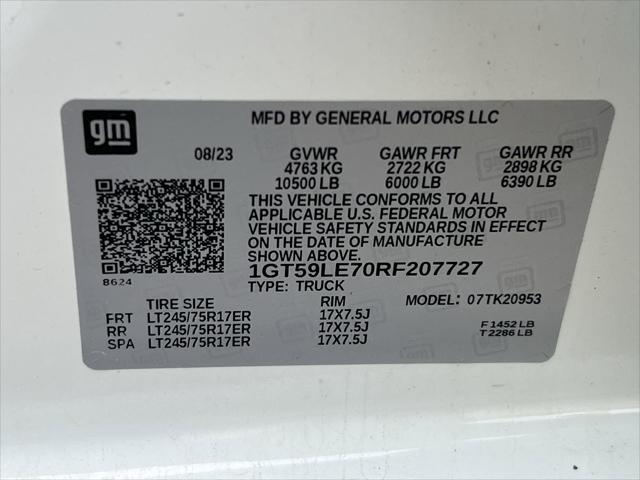 gm
MFD BY GENERAL MOTORS LLC
08/23 GVWR GAWR FRT GAWR RR
4763 KG 2722 KG 2898 KG
10500 LB 6000 LB 6390 LB
THIS VEHICLE CONFORMS TO ALL
APPLICABLE U.S. FEDERAL MOTOR
VEHICLE SAFETY STANDARDS IN EFFECT
ON THE DATE OF MANUFACTURE
SHOWN ABOVE.
8624
1GT59LE70RF207727
TYPE: TRUCK
TIRE SIZE RIM MODEL: 07TK20953
FRT LT245/75R17ER 17X7.5J
RR LT245/75R17ER 17X7.5J
SPA LT245/75R17ER 17X7.5J
F1452 LB
T2286 LB